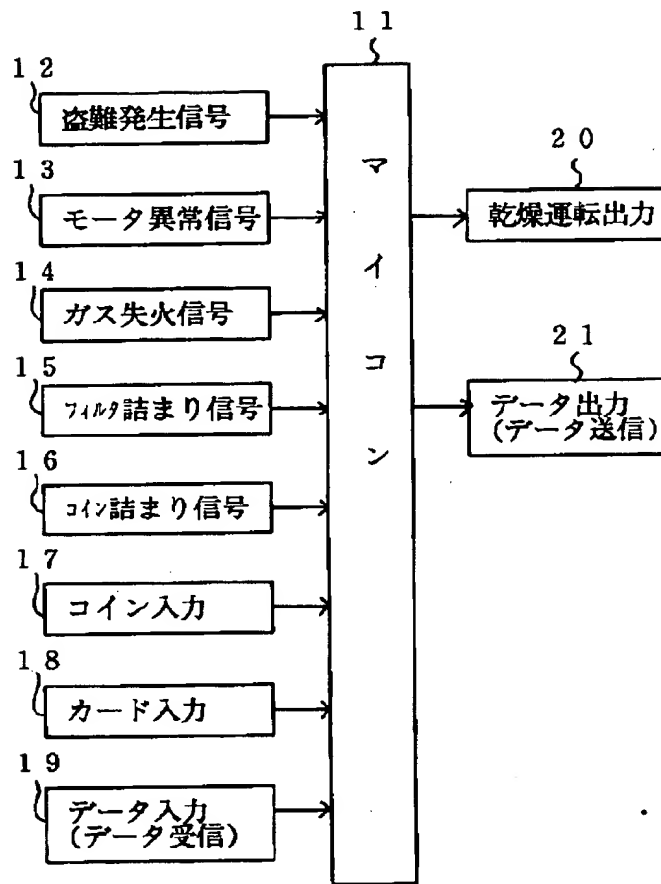 11
12
盗難発生信号
13
モータ異常信号
14
ガス失火信号
15
フィルタ詰まり信号
16
コイン詰まり信号
17
コイン入力
18
カード入力
19
データ入力
(データ受信)
マイコン
20
乾燥運転出力
21
データ出力
(データ送信)